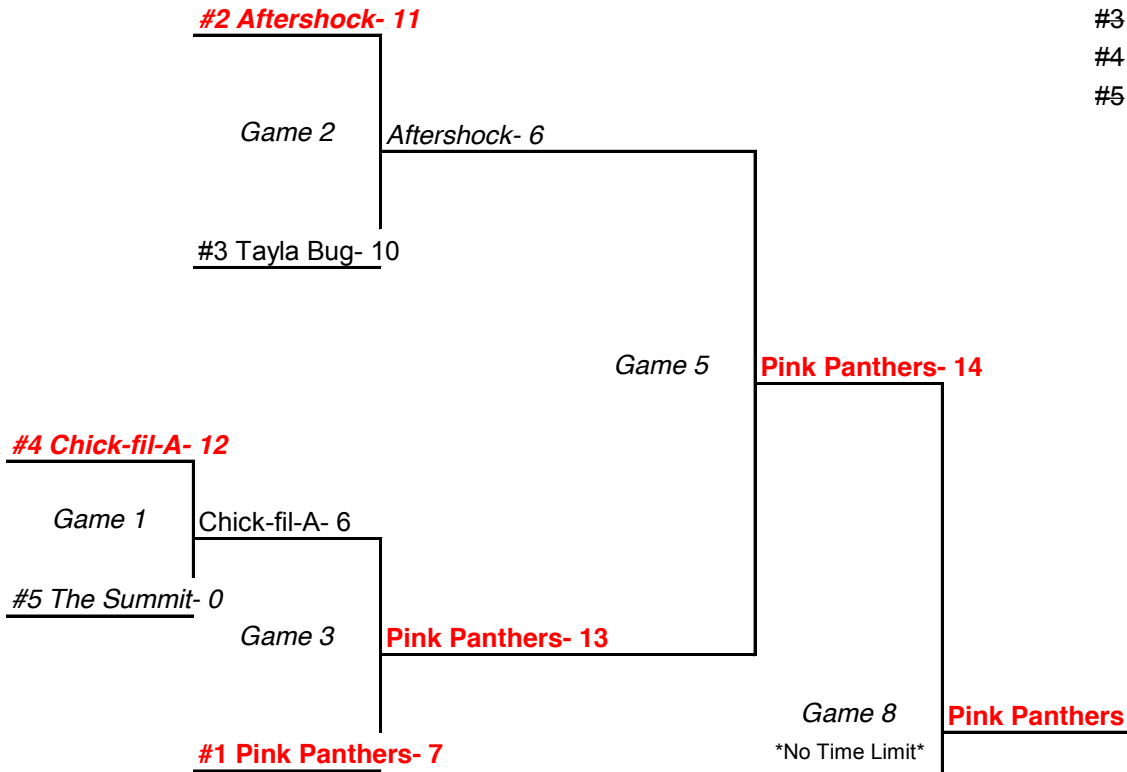 #2 Aftershock- 11
#3
#4
#5
Game 2
Aftershock- 6
#3 Tayla Bug- 10
Game 5
Pink Panthers- 14
#4 Chick-fil-A- 12
Game 1
Chick-fil-A- 6
#5 The Summit- 0
Game 3
Pink Panthers- 13
Game 8
Pink Panthers
*No Time Limit*
#1 Pink Panthers- 7